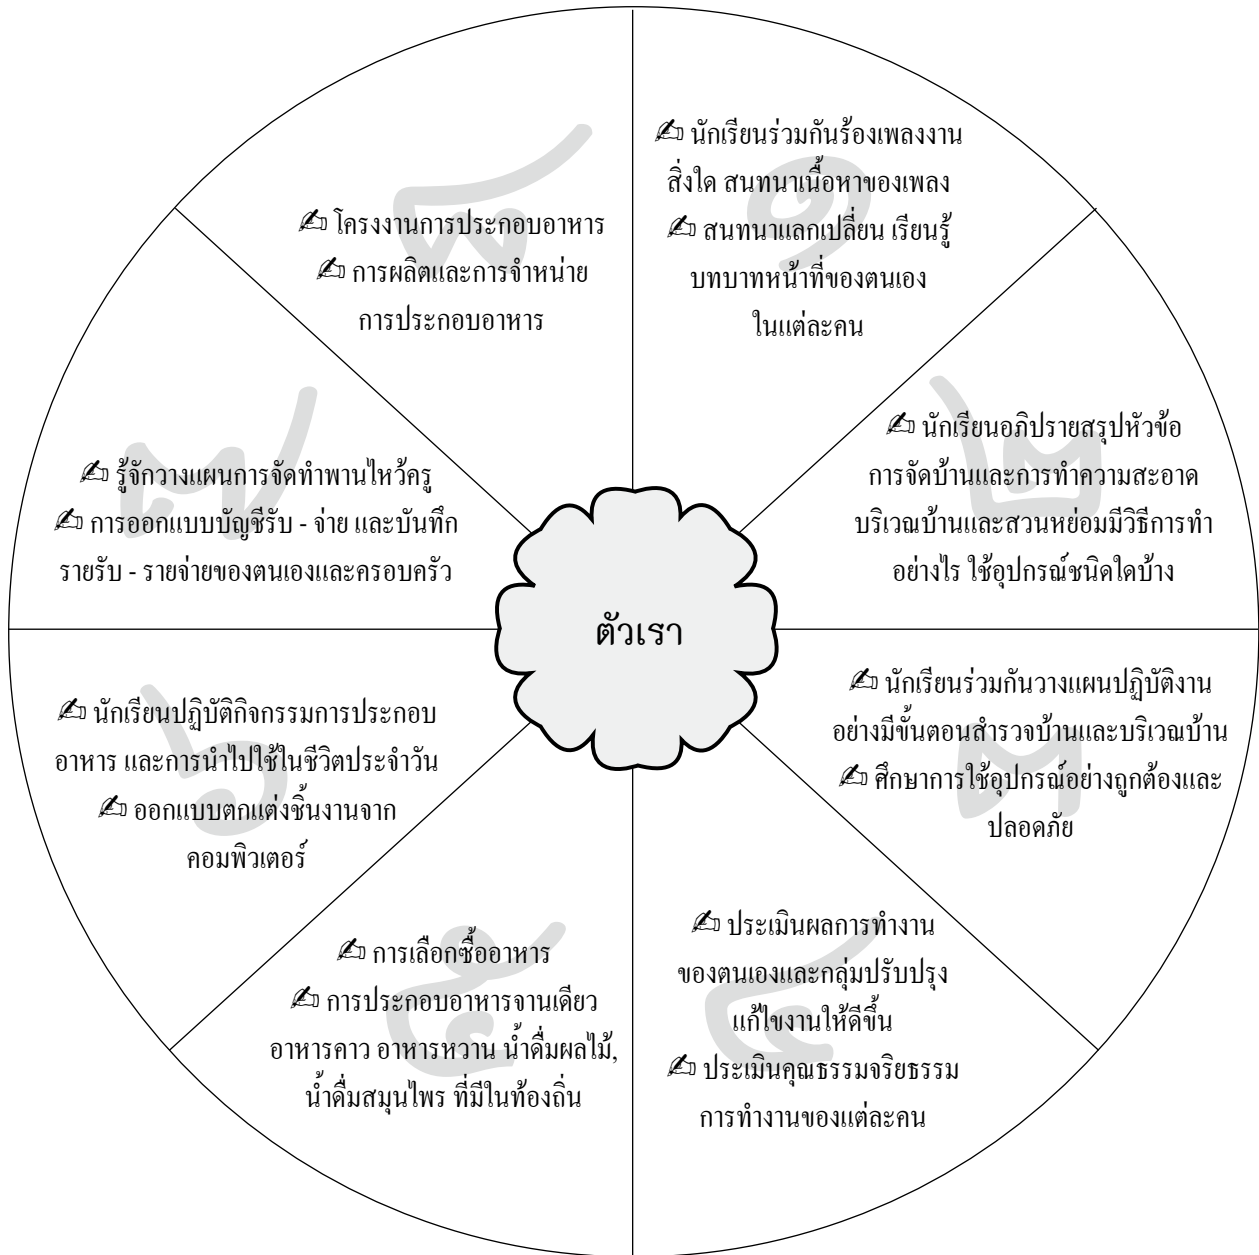 ๑
✍ นักเรียนร่วมกันร้องเพลงงาน
สิ่งใด สนทนาเนื้อหาของเพลง
✍ สนทนาแลกเปลี่ยน เรียนรู้
บทบาทหน้าที่ของตนเอง
ในแต่ละคน
๒
✍ นักเรียนอภิปรายสรุปหัวข้อ
การจัดบ้านและการทำความสะอาด
บริเวณบ้านและสวนหย่อมมีวิธีการทำ
อย่างไร ใช้อุปกรณ์ชนิดใดบ้าง
๓
✍ นักเรียนร่วมกันวางแผนปฏิบัติงาน
อย่างมีขั้นตอนสำรวจบ้านและบริเวณบ้าน
✍ ศึกษาการใช้อุปกรณ์อย่างถูกต้องและ
ปลอดภัย
๔
✍ ประเมินผลการทำงาน
ของตนเองและกลุ่มปรับปรุง
แก้ไขงานให้ดีขึ้น
✍ ประเมินคุณธรรมจริยธรรม
การทำงานของแต่ละคน
๕
✍ การเลือกซื้ออาหาร
✍ การประกอบอาหารจานเดียว
อาหารคาว อาหารหวาน น้ำดื่มผลไม้,
น้ำดื่มสมุนไพร ที่มีในท้องถิ่น
๖
✍ นักเรียนปฏิบัติกิจกรรมการประกอบ
อาหาร และการนำไปใช้ในชีวิตประจำวัน
✍ ออกแบบตกแต่งชิ้นงานจาก
คอมพิวเตอร์
๗
✍ รู้จักวางแผนการจัดทำพานไหว้ครู
✍ การออกแบบบัญชีรับ - จ่าย และบันทึก
รายรับ - รายจ่ายของตนเองและครอบครัว
๘
✍ โครงงานการประกอบอาหาร
✍ การผลิตและการจำหน่าย
การประกอบอาหาร
ตัวเรา